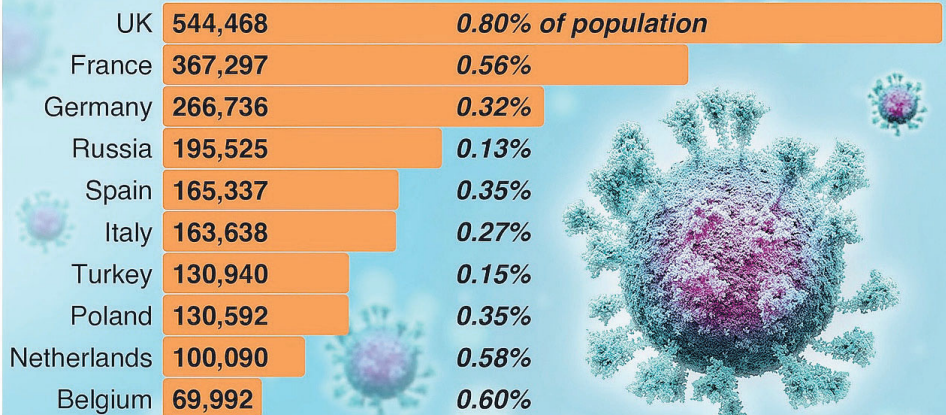 UK 544,468 0.80% of population
France 367,297 0.56%
Germany 266,736 0.32%
Russia 195,525 0.13%
Spain 165,337 0.35%
Italy 163,638 0.27%
Turkey 130,940 0.15%
Poland 130,592 0.35%
Netherlands 100,090 0.58%
Belgium 69,992 0.60%